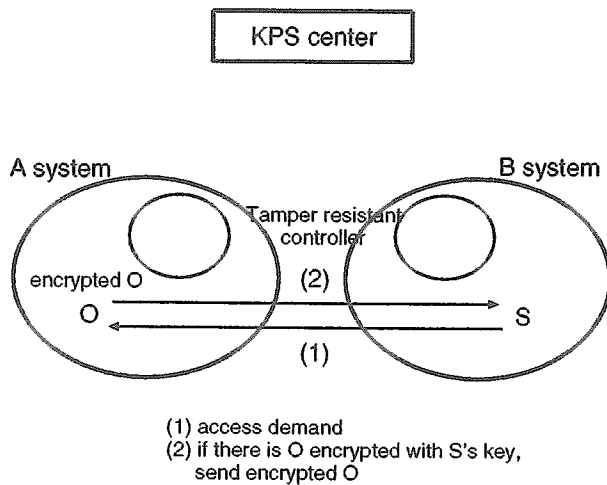 KPS center
A system
B system
Tamper resistant
controller
encrypted O
(2)
O
S
(1)
(1) access demand
(2) if there is O encrypted with S's key,
send encrypted O